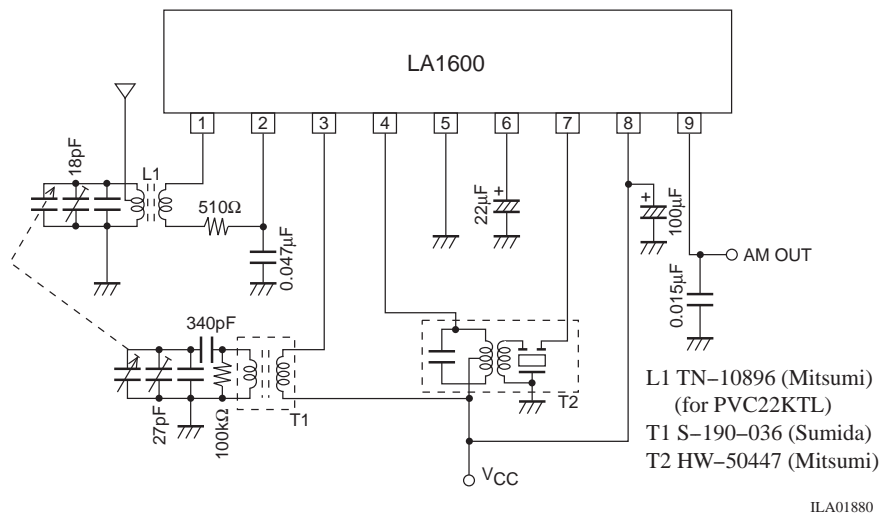 LA1600
1 2 3 4 5 6 7 8 9
18pF
L1
510Ω
0.047μF
22μF
+
100μF
+
AM OUT
0.015μF
340pF
27pF
100kΩ
T1
T2
VCC
L1 TN−10896 (Mitsumi)
(for PVC22KTL)
T1 S−190−036 (Sumida)
T2 HW−50447 (Mitsumi)
ILA01880